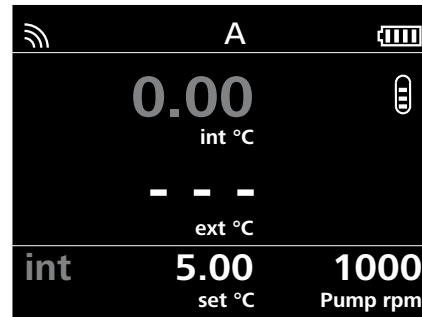 A
0.00
int °C
- - -
ext °C
int 5.00 1000
set °C Pump rpm